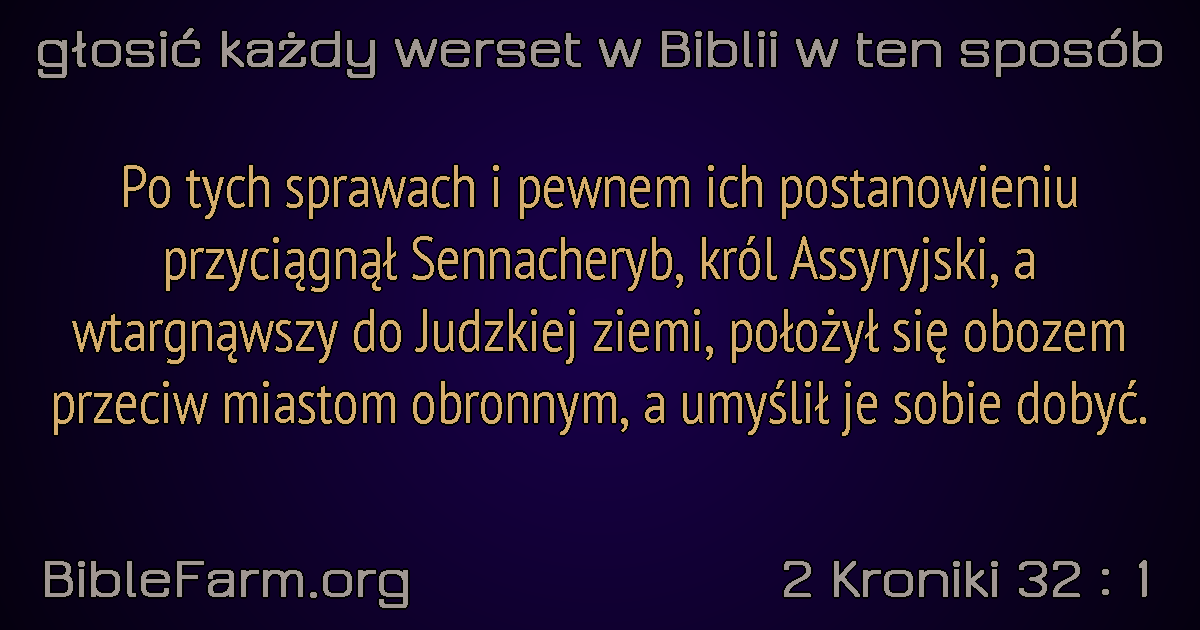 głosić każdy werset w Biblii w ten sposób
Po tych sprawach i pewnem ich postanowieniu
przyciągnął Sennacheryb, król Assyryjski, a
wtargnąwszy do Judzkiej ziemi, położył się obozem
przeciw miastom obronnym, a umyślił je sobie dobyć.
BibleFarm.org
2 Kroniki 32 : 1